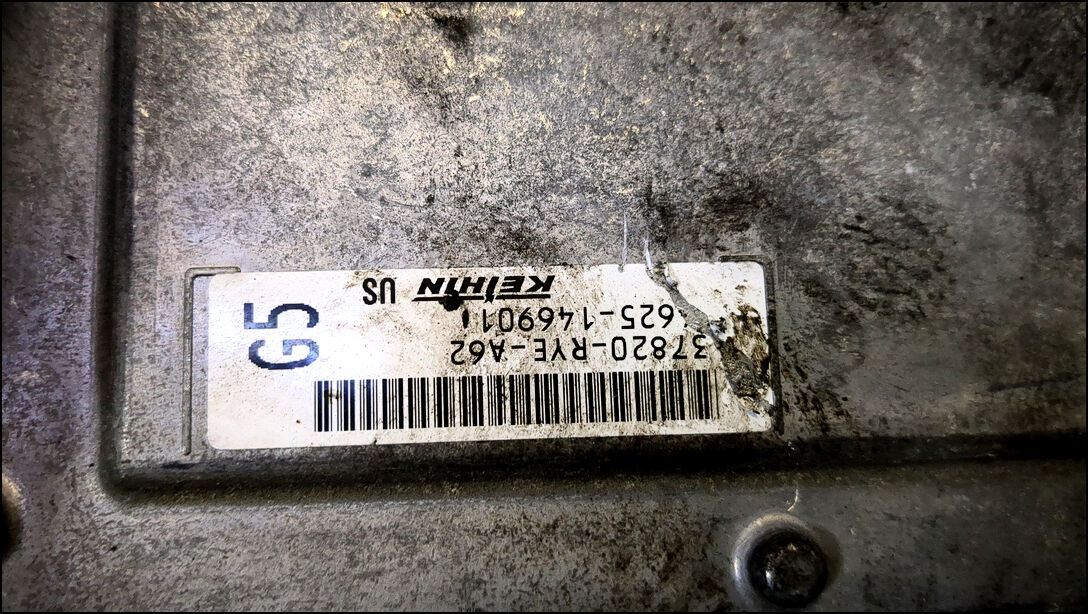 37820-RYE-A62
625-146901
KEIHIN US
G5